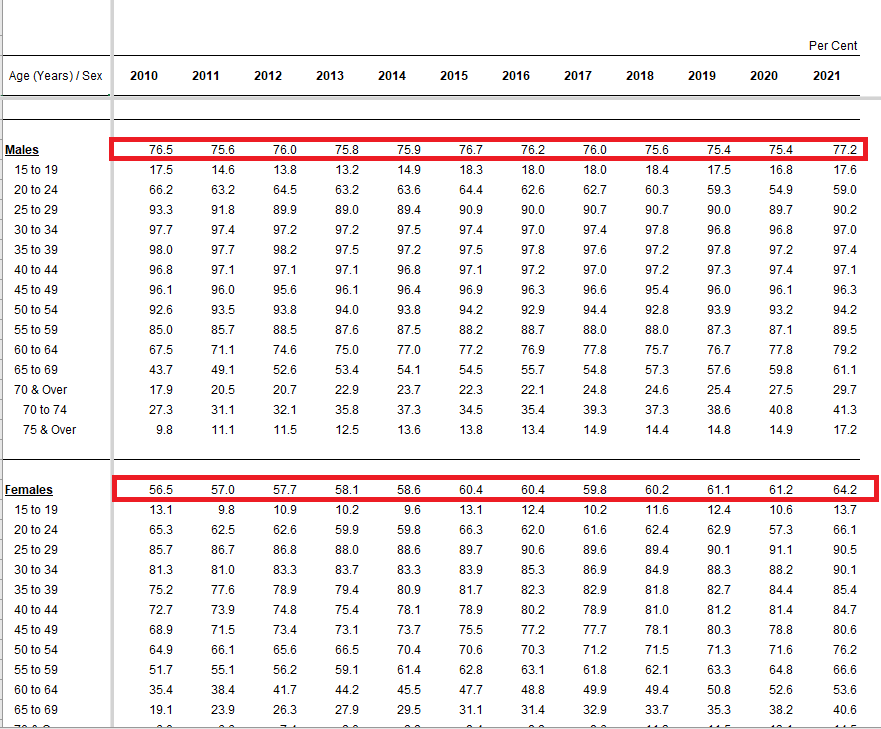 Per Cent
Age (Years) / Sex 2010 2011 2012 2013 2014 2015 2016 2017 2018 2019 2020 2021
Males 76.5 75.6 76.0 75.8 75.9 76.7 76.2 76.0 75.6 75.4 75.4 77.2
15 to 19 17.5 14.6 13.8 13.2 14.9 18.3 18.0 18.0 18.4 17.5 16.8 17.6
20 to 24 66.2 63.2 64.5 63.2 63.6 64.4 62.6 62.7 60.3 59.3 54.9 59.0
25 to 29 93.3 91.8 89.9 89.0 89.4 90.9 90.0 90.7 90.7 90.0 89.7 90.2
30 to 34 97.7 97.4 97.2 97.2 97.5 97.4 97.0 97.4 97.8 96.8 96.8 97.0
35 to 39 98.0 97.7 98.2 97.5 97.2 97.5 97.8 97.6 97.2 97.8 97.2 97.4
40 to 44 96.8 97.1 97.1 97.1 96.8 97.1 97.2 97.0 97.2 97.3 97.4 97.1
45 to 49 96.1 96.0 95.6 96.1 96.4 96.9 96.3 96.6 95.4 96.0 96.1 96.3
50 to 54 92.6 93.5 93.8 94.0 93.8 94.2 92.9 94.4 92.8 93.9 93.2 94.2
55 to 59 85.0 85.7 88.5 87.6 87.5 88.2 88.7 88.0 88.0 87.3 87.1 89.5
60 to 64 67.5 71.1 74.6 75.0 77.0 77.2 76.9 77.8 75.7 76.7 77.8 79.2
65 to 69 43.7 49.1 52.6 53.4 54.1 54.5 55.7 54.8 57.3 57.6 59.8 61.1
70 & Over 17.9 20.5 20.7 22.9 23.7 22.3 22.1 24.8 24.6 25.4 27.5 29.7
70 to 74 27.3 31.1 32.1 35.8 37.3 34.5 35.4 39.3 37.3 38.6 40.8 41.3
75 & Over 9.8 11.1 11.5 12.5 13.6 13.8 13.4 14.9 14.4 14.8 14.9 17.2
Females 56.5 57.0 57.7 58.1 58.6 60.4 60.4 59.8 60.2 61.1 61.2 64.2
15 to 19 13.1 9.8 10.9 10.2 9.6 13.1 12.4 10.2 11.6 12.4 10.6 13.7
20 to 24 65.3 62.5 62.6 59.9 59.8 66.3 62.0 61.6 62.4 62.9 57.3 66.1
25 to 29 85.7 86.7 86.8 88.0 88.6 89.7 90.6 89.6 89.4 90.1 91.1 90.5
30 to 34 81.3 81.0 83.3 83.7 83.3 83.9 85.3 86.9 84.9 88.3 88.2 90.1
35 to 39 75.2 77.6 78.9 79.4 80.9 81.7 82.3 82.9 81.8 82.7 84.4 85.4
40 to 44 72.7 73.9 74.8 75.4 78.1 78.9 80.2 78.9 81.0 81.2 81.4 84.7
45 to 49 68.9 71.5 73.4 73.1 73.7 75.5 77.2 77.7 78.1 80.3 78.8 80.6
50 to 54 64.9 66.1 65.6 66.5 70.4 70.6 70.3 71.2 71.5 71.3 71.6 76.2
55 to 59 51.7 55.1 56.2 59.1 61.4 62.8 63.1 61.8 62.1 63.3 64.8 66.6
60 to 64 35.4 38.4 41.7 44.2 45.5 47.7 48.8 49.9 49.4 50.8 52.6 53.6
65 to 69 19.1 23.9 26.3 27.9 29.5 31.1 31.4 32.9 33.7 35.3 38.2 40.6